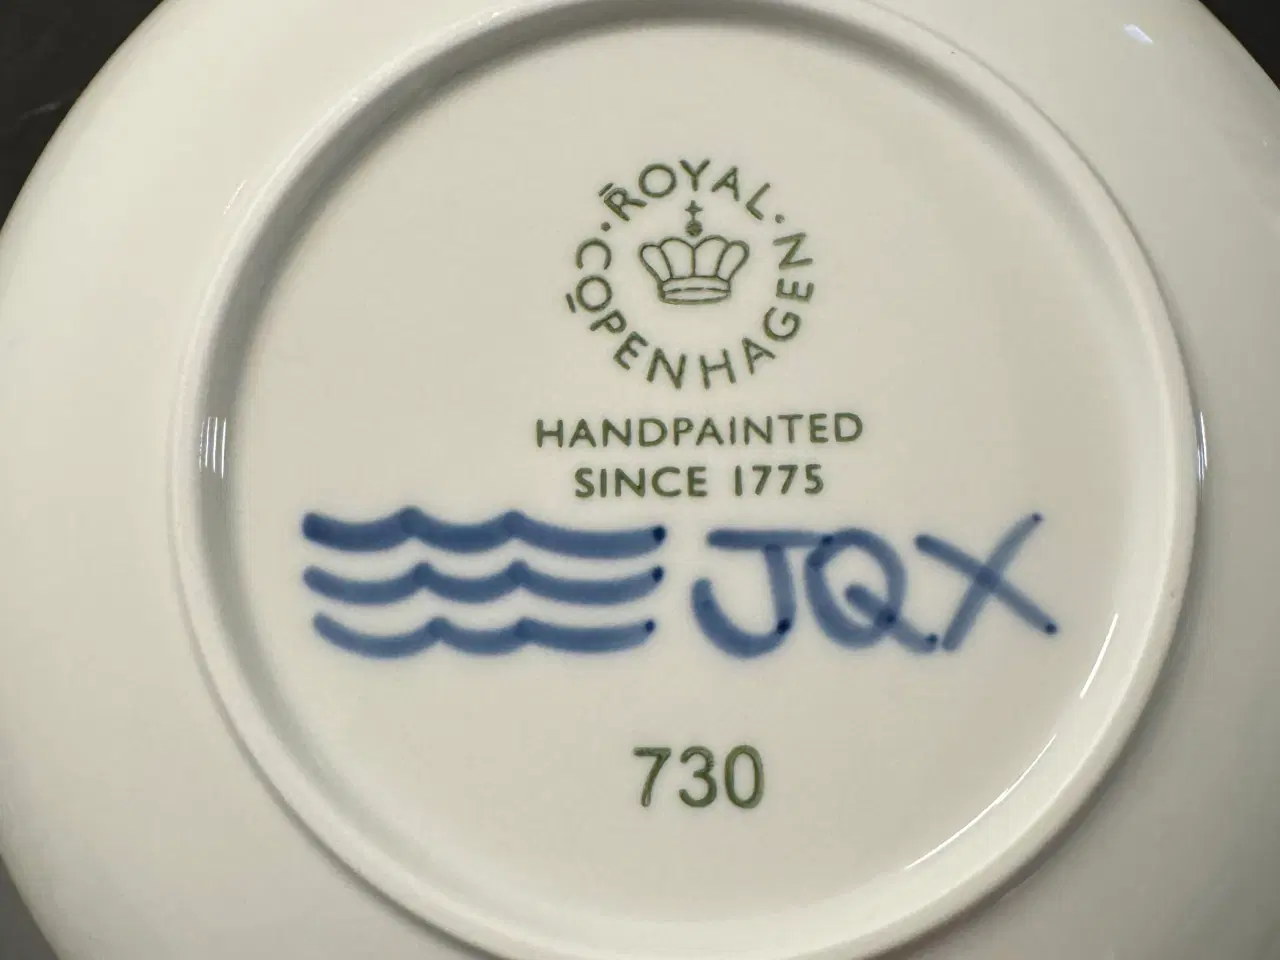 ROYAL · COPENHAGEN
HANDPAINTED
SINCE 1775
JQX
730